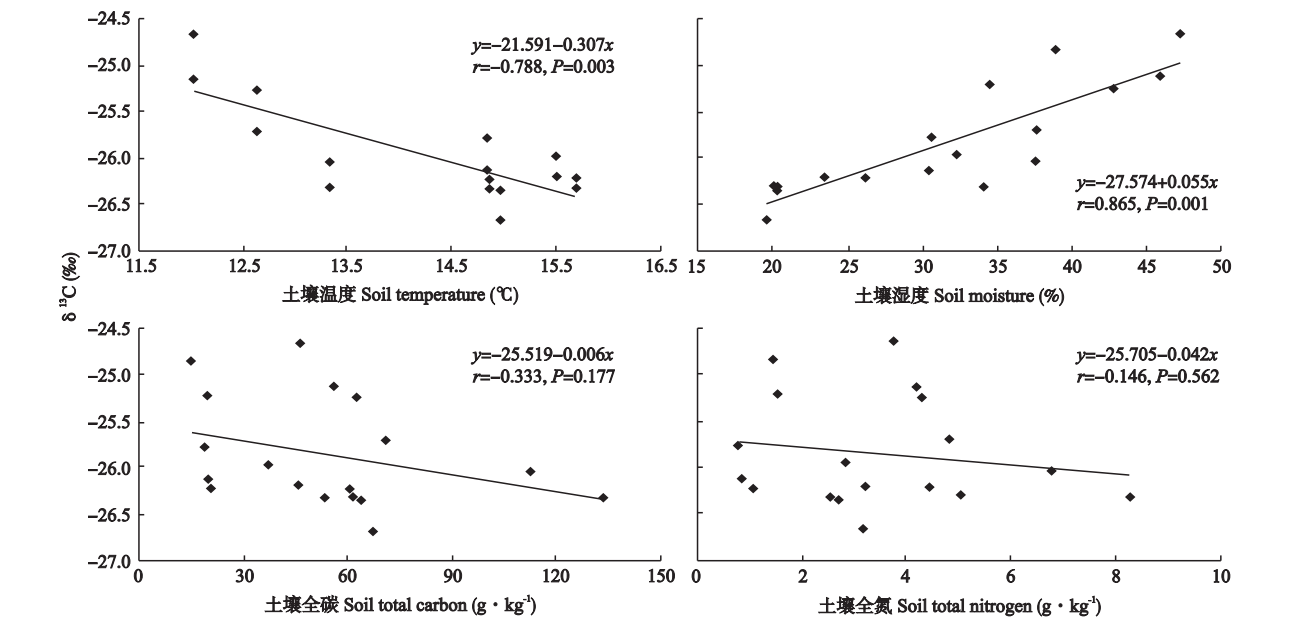 −24.5
−25.0
−25.5
−26.0
−26.5
−27.0
y=−21.591−0.307x
r=−0.788, P=0.003
11.5 12.5 13.5 14.5 15.5 16.5
土壤温度 Soil temperature (℃)
y=−27.574+0.055x
r=0.865, P=0.001
15 20 25 30 35 40 45 50
土壤湿度 Soil moisture (%)
δ ¹³C (‰)
−24.5
−25.0
−25.5
−26.0
−26.5
−27.0
y=−25.519−0.006x
r=−0.333, P=0.177
0 30 60 90 120 150
土壤全碳 Soil total carbon (g·kg⁻¹)
y=−25.705−0.042x
r=−0.146, P=0.562
0 2 4 6 8 10
土壤全氮 Soil total nitrogen (g·kg⁻¹)